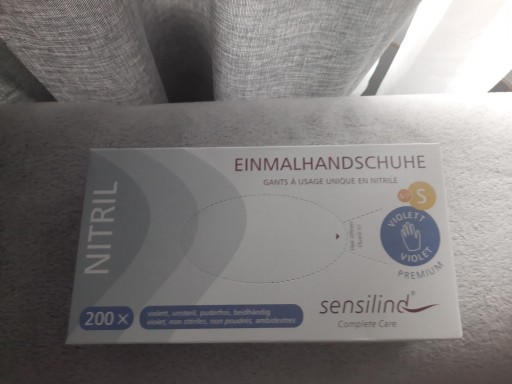 NITRIL
EINMALHANDSCHUHE
GANTS À USAGE UNIQUE EN NITRILE
S
VIOLETT
VIOLET
PREMIUM
200 x
violett, unsteril, puderfrei, beidhändig
violet, non stériles, non poudrés, ambidextres
sensilind®
Complete Care